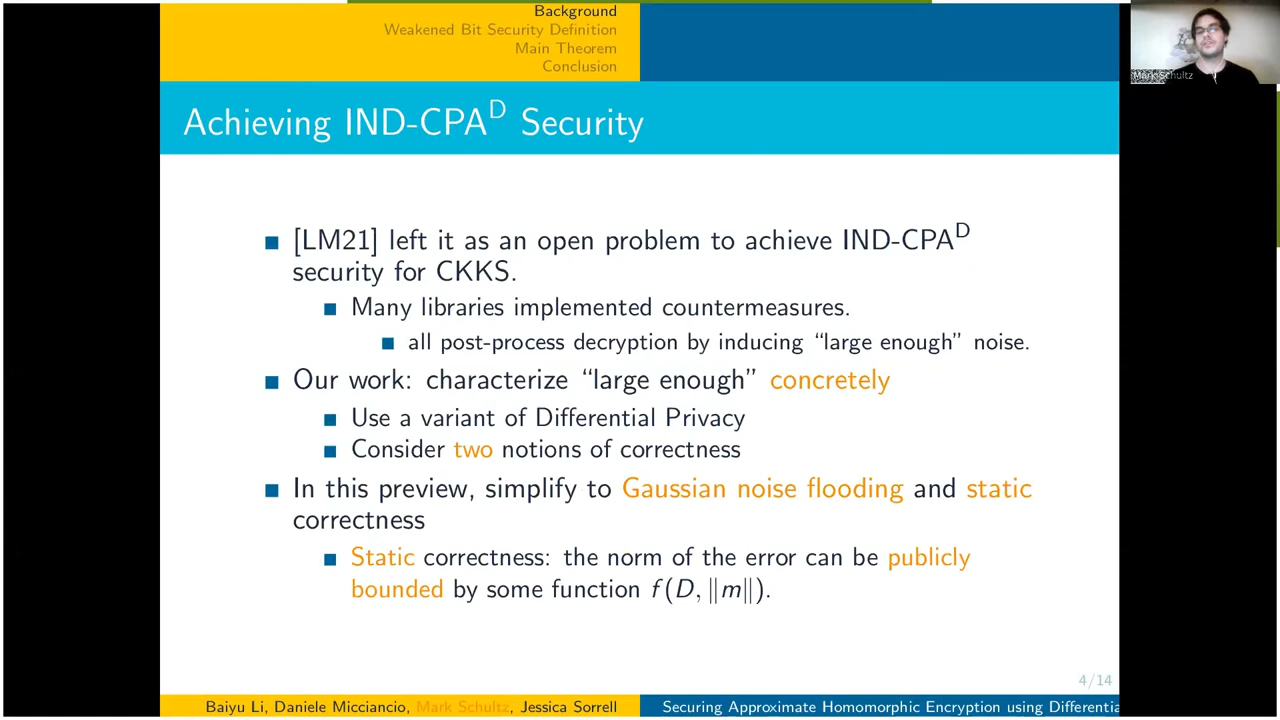 Background
Weakened Bit Security Definition
Main Theorem
Conclusion
Mark Schultz
Achieving IND-CPAᴰ Security
■ [LM21] left it as an open problem to achieve IND-CPAᴰ
security for CKKS.
■ Many libraries implemented countermeasures.
■ all post-process decryption by inducing “large enough” noise.
■ Our work: characterize “large enough” concretely
■ Use a variant of Differential Privacy
■ Consider two notions of correctness
■ In this preview, simplify to Gaussian noise flooding and static
correctness
■ Static correctness: the norm of the error can be publicly
bounded by some function f(D, ‖m‖).
4/14
Baiyu Li, Daniele Micciancio, Mark Schultz, Jessica Sorrell
Securing Approximate Homomorphic Encryption using Differentia